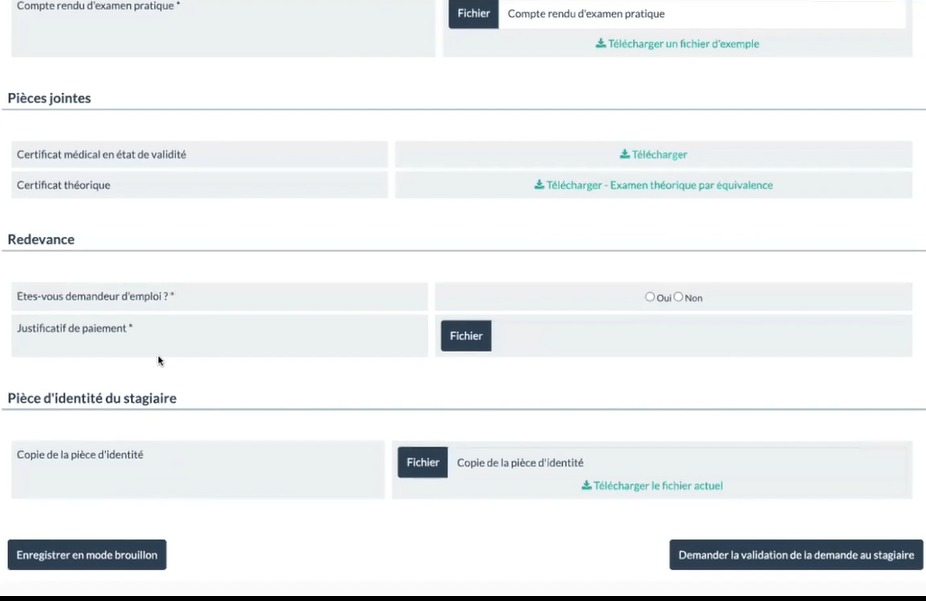 Compte rendu d'examen pratique *
Fichier Compte rendu d'examen pratique
Télécharger un fichier d'exemple
Pièces jointes
Certificat médical en état de validité Télécharger
Certificat théorique Télécharger - Examen théorique par équivalence
Redevance
Etes-vous demandeur d'emploi ? * Oui Non
Justificatif de paiement *
Fichier
Pièce d'identité du stagiaire
Copie de la pièce d'identité
Fichier Copie de la pièce d'identité
Télécharger le fichier actuel
Enregistrer en mode brouillon Demander la validation de la demande au stagiaire